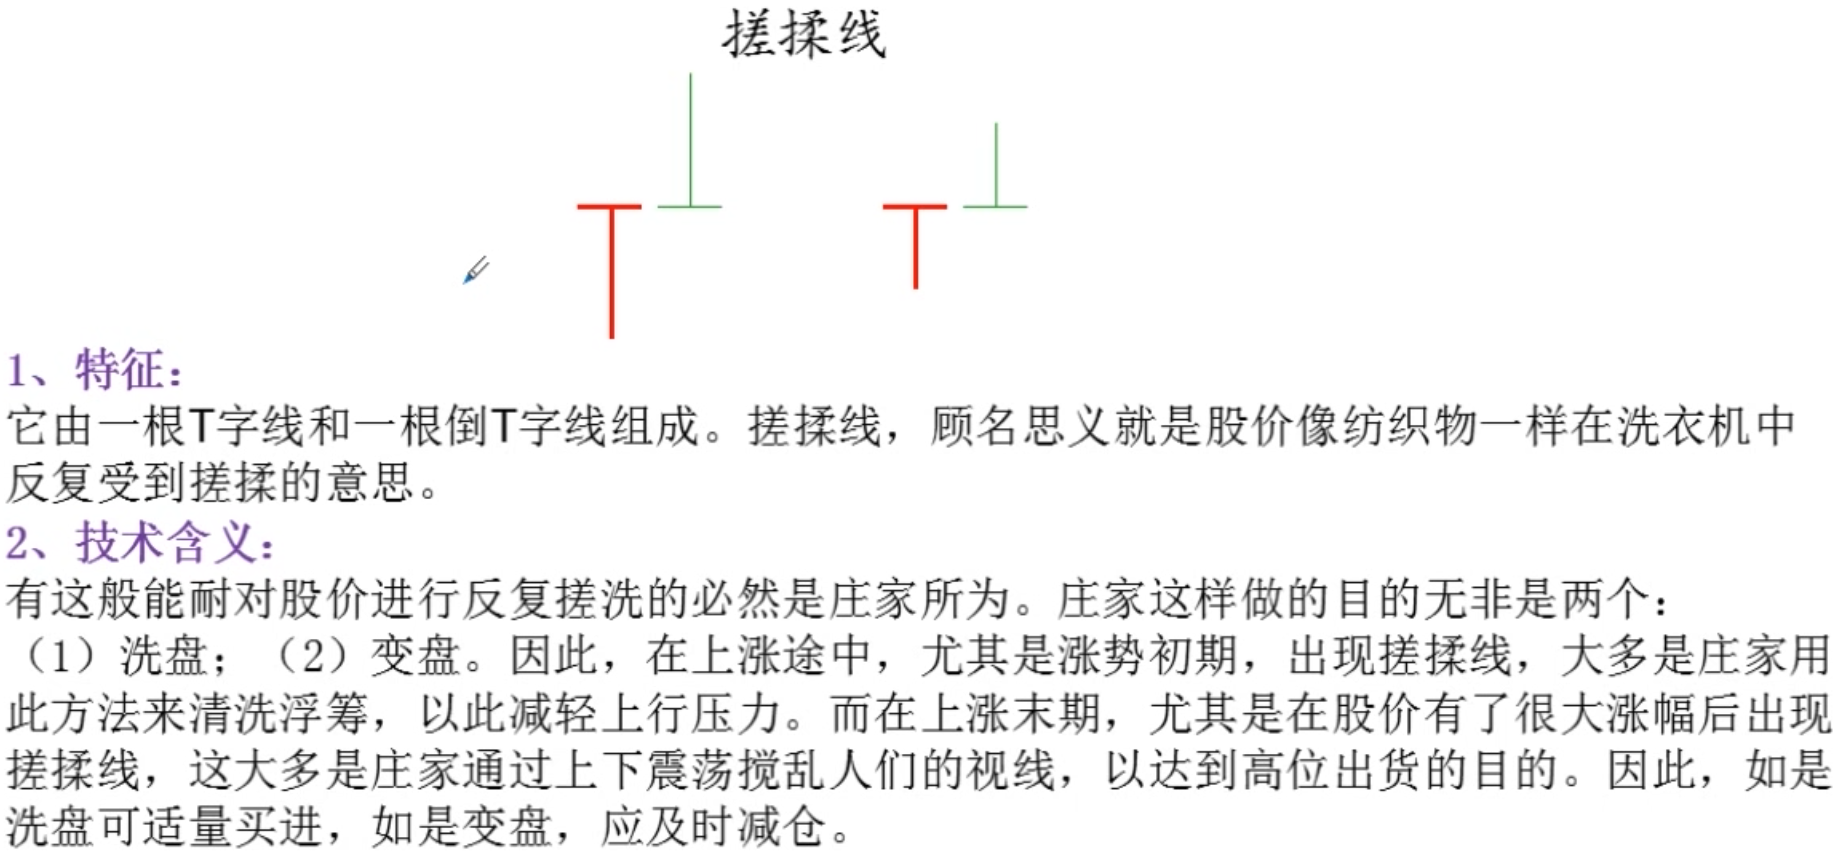 搓揉线
1、特征：
它由一根T字线和一根倒T字线组成。搓揉线，顾名思义就是股价像纺织物一样在洗衣机中
反复受到搓揉的意思。
2、技术含义：
有这般能耐对股价进行反复搓洗的必然是庄家所为。庄家这样做的目的无非是两个：
（1）洗盘；（2）变盘。因此，在上涨途中，尤其是涨势初期，出现搓揉线，大多是庄家用
此方法来清洗浮筹，以此减轻上行压力。而在上涨末期，尤其是在股价有了很大涨幅后出现
搓揉线，这大多是庄家通过上下震荡搅乱人们的视线，以达到高位出货的目的。因此，如是
洗盘可适量买进，如是变盘，应及时减仓。